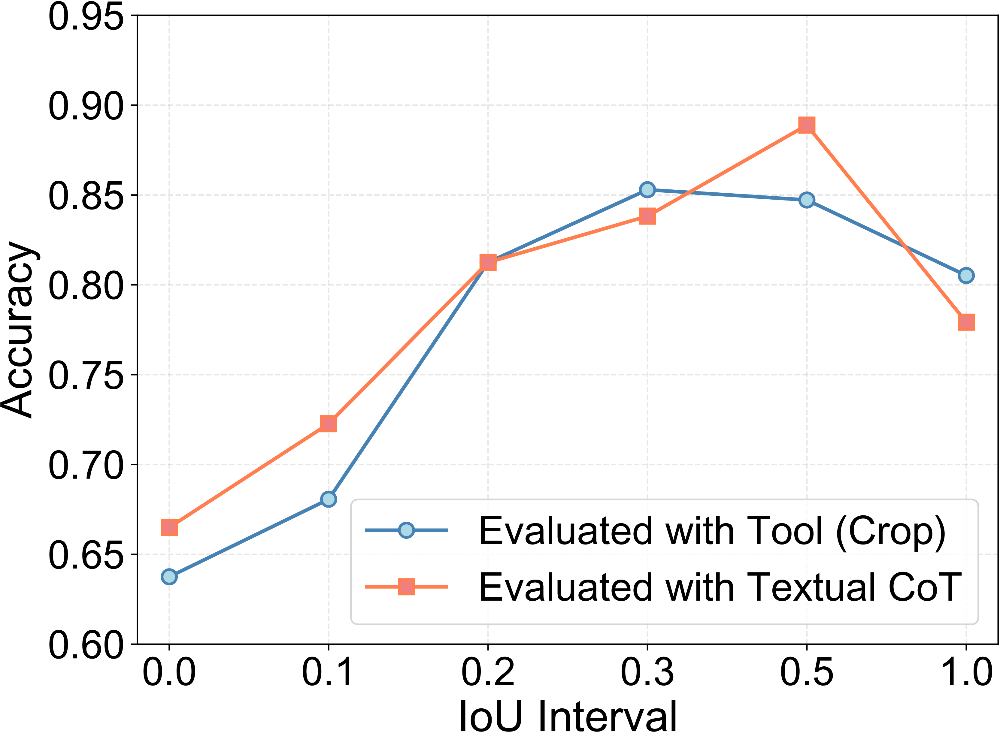 0.95
0.90
0.85
0.80
0.75
0.70
0.65
0.60
Accuracy
Evaluated with Tool (Crop)
Evaluated with Textual CoT
0.0 0.1 0.2 0.3 0.5 1.0
IoU Interval